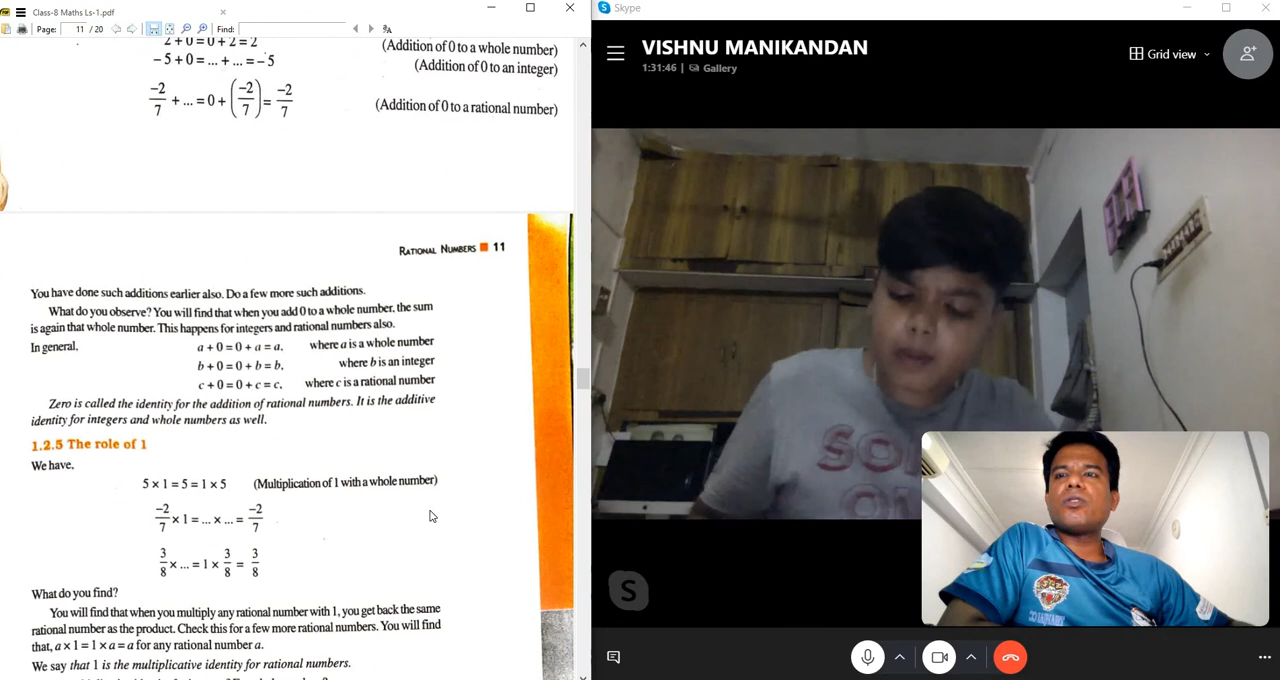 Class-8 Maths Ls-1.pdf
Page: 11 / 20 Find:
2 + 0 = 0 + 2 = 2 (Addition of 0 to a whole number)
− 5 + 0 = ... + ... = − 5 (Addition of 0 to an integer)
−2/7 + ... = 0 + (−2/7) = −2/7 (Addition of 0 to a rational number)
RATIONAL NUMBERS ■ 11
You have done such additions earlier also. Do a few more such additions.
What do you observe? You will find that when you add 0 to a whole number, the sum
is again that whole number. This happens for integers and rational numbers also.
In general, a + 0 = 0 + a = a, where a is a whole number
b + 0 = 0 + b = b, where b is an integer
c + 0 = 0 + c = c, where c is a rational number
Zero is called the identity for the addition of rational numbers. It is the additive
identity for integers and whole numbers as well.
1.2.5 The role of 1
We have,
5 × 1 = 5 = 1 × 5 (Multiplication of 1 with a whole number)
−2/7 × 1 = ... × ... = −2/7
3/8 × ... = 1 × 3/8 = 3/8
What do you find?
You will find that when you multiply any rational number with 1, you get back the same
rational number as the product. Check this for a few more rational numbers. You will find
that, a × 1 = 1 × a = a for any rational number a.
We say that 1 is the multiplicative identity for rational numbers.
Skype
VISHNU MANIKANDAN
1:31:46 | Gallery
Grid view
S